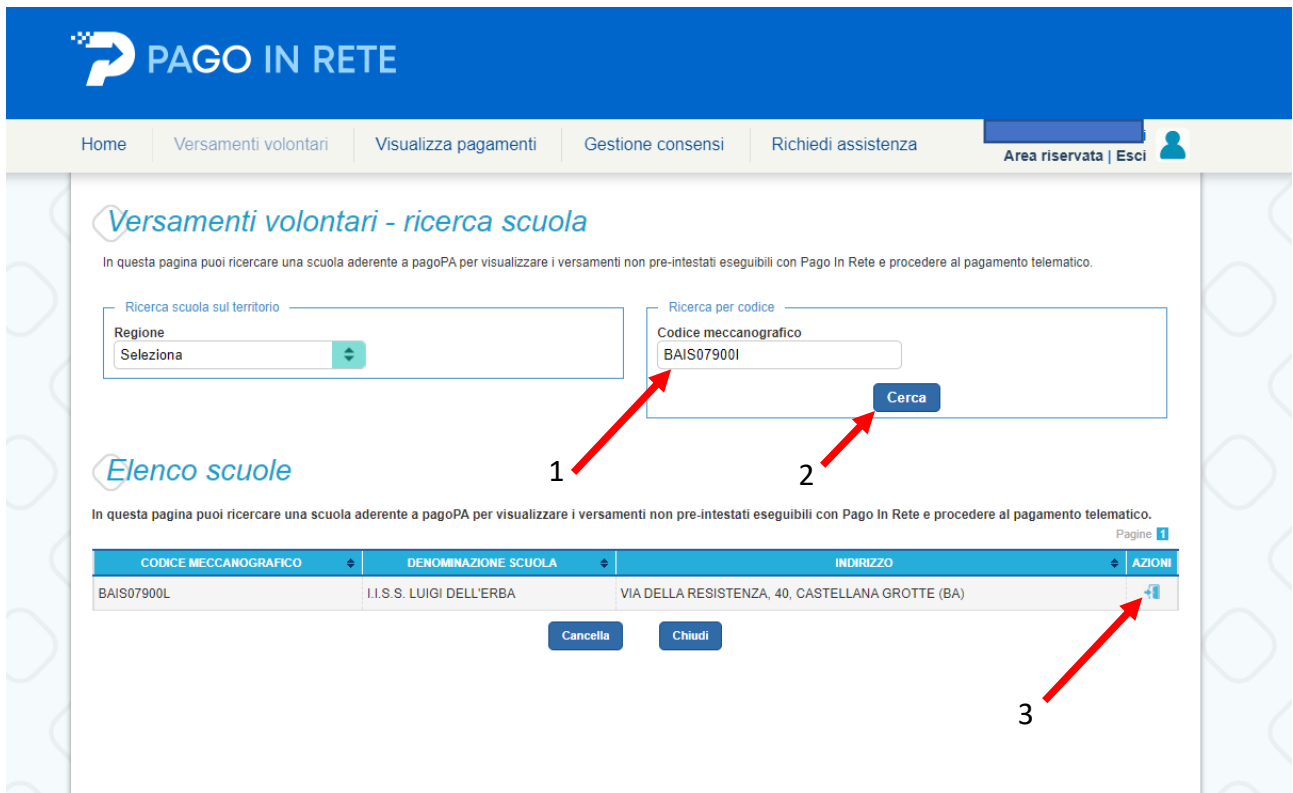 PAGO IN RETE
Home Versamenti volontari Visualizza pagamenti Gestione consensi Richiedi assistenza
Area riservata | Esci
Versamenti volontari - ricerca scuola
In questa pagina puoi ricercare una scuola aderente a pagoPA per visualizzare i versamenti non pre-intestati eseguibili con Pago In Rete e procedere al pagamento telematico.
Ricerca scuola sul territorio
Regione
Seleziona
Ricerca per codice
Codice meccanografico
BAIS07900l
Cerca
1
2
Elenco scuole
In questa pagina puoi ricercare una scuola aderente a pagoPA per visualizzare i versamenti non pre-intestati eseguibili con Pago In Rete e procedere al pagamento telematico.
Pagine 1
CODICE MECCANOGRAFICO DENOMINAZIONE SCUOLA INDIRIZZO AZIONI
BAIS07900L I.I.S.S. LUIGI DELL'ERBA VIA DELLA RESISTENZA, 40, CASTELLANA GROTTE (BA)
Cancella Chiudi
3